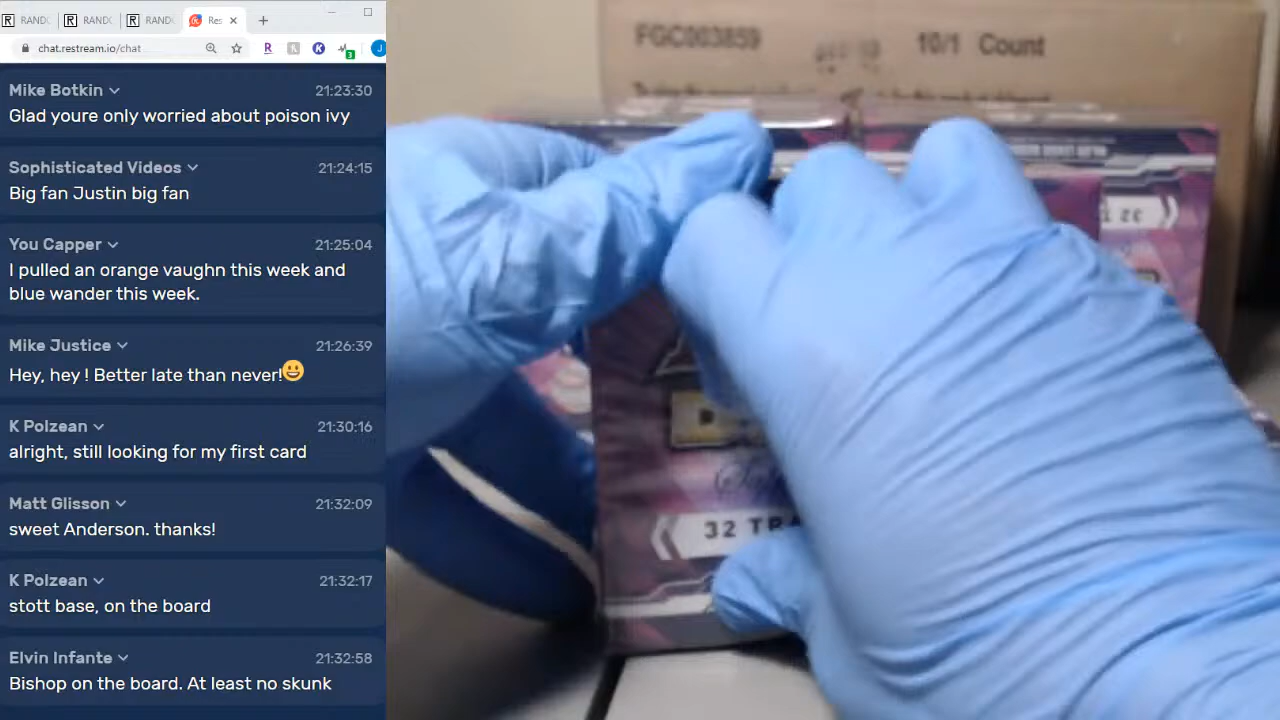 RAND
RAND
RAND
Res
chat.restream.io/chat
3
J
Mike Botkin
21:23:30
Glad youre only worried about poison ivy
Sophisticated Videos
21:24:15
Big fan Justin big fan
You Capper
21:25:04
I pulled an orange vaughn this week and
blue wander this week.
Mike Justice
21:26:39
Hey, hey ! Better late than never!
K Polzean
21:30:16
alright, still looking for my first card
Matt Glisson
21:32:09
sweet Anderson. thanks!
K Polzean
21:32:17
stott base, on the board
Elvin Infante
21:32:58
Bishop on the board. At least no skunk
FGC003859
10/1 Count
32 TRA